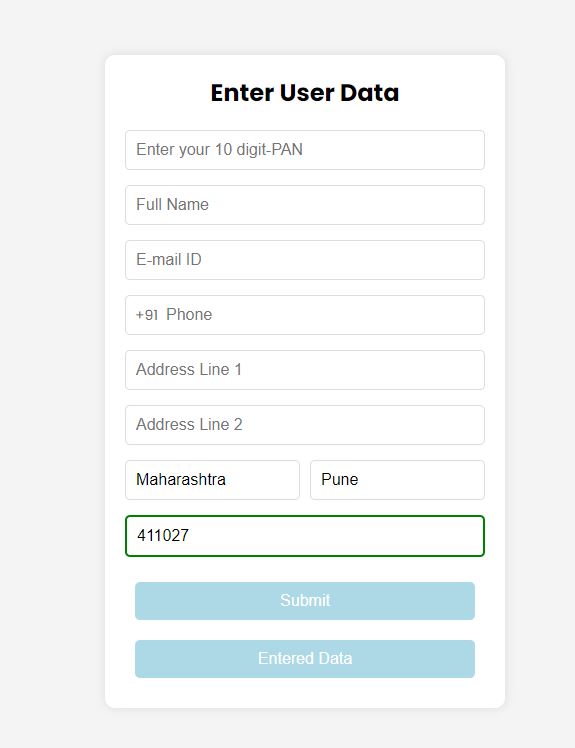 Enter User Data
Enter your 10 digit-PAN
Full Name
E-mail ID
+91 Phone
Address Line 1
Address Line 2
Maharashtra Pune
411027
Submit
Entered Data